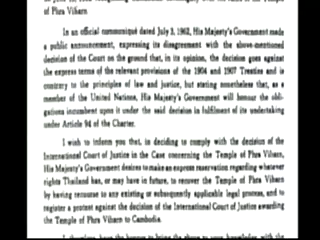 of Phra Viharn.
In an official communiqué dated July 3, 1962, His Majesty's Government made
a public announcement, expressing its disagreement with the above-mentioned
decision of the Court on the ground that, in its opinion, the decision goes against
the express terms of the relevant provisions of the 1904 and 1907 Treaties and is
contrary to the principles of law and justice, but stating nonetheless that, as a
member of the United Nations, His Majesty's Government will honour the obli-
gations incumbent upon it under the said decision in fulfilment of its undertaking
under Article 94 of the Charter.
I wish to inform you that, in deciding to comply with the decision of the
International Court of Justice in the Case concerning the Temple of Phra Viharn,
His Majesty's Government desires to make an express reservation regarding whatever
rights Thailand has, or may have in future, to recover the Temple of Phra Viharn
by having recourse to any existing or subsequently applicable legal process, and to
register a protest against the decision of the International Court of Justice awarding
the Temple of Phra Viharn to Cambodia.